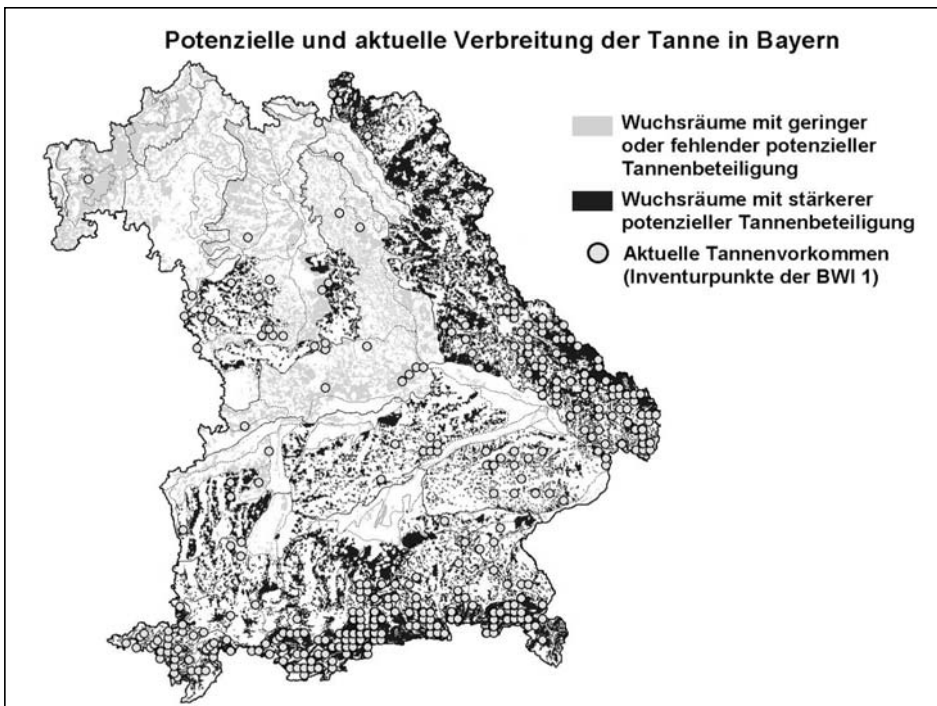 Potenzielle und aktuelle Verbreitung der Tanne in Bayern
Wuchsräume mit geringer
oder fehlender potenzieller
Tannenbeteiligung
Wuchsräume mit stärkerer
potenzieller Tannenbeteiligung
Aktuelle Tannenvorkommen
(Inventurpunkte der BWI 1)